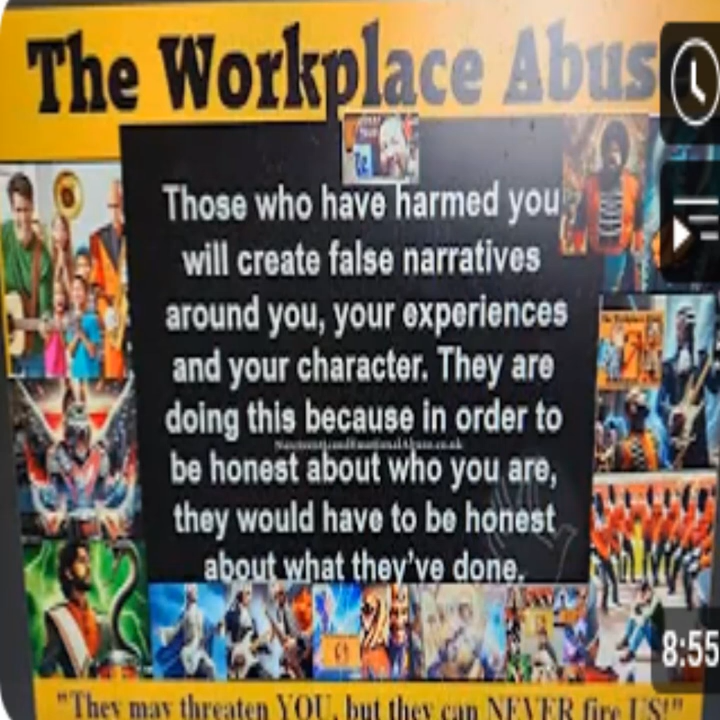 The Workplace Abus
Those who have harmed you
will create false narratives
around you, your experiences
and your character. They are
doing this because in order to
be honest about who you are,
they would have to be honest
about what they've done.
8:55
"They may threaten YOU, but they can NEVER fire US!"